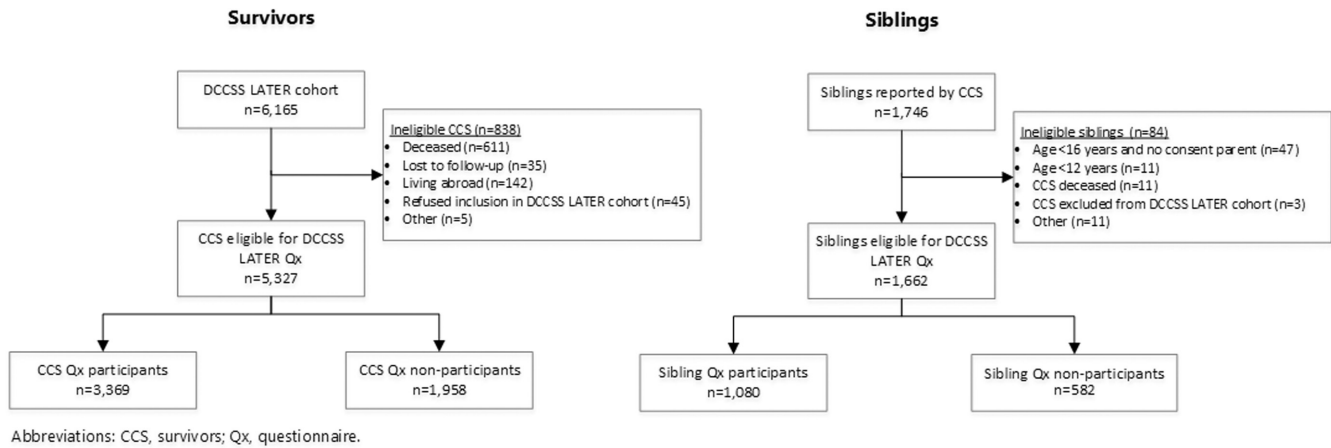 Survivors
DCCSS LATER cohort
n=6,165
Ineligible CCS (n=838)
• Deceased (n=611)
• Lost to follow-up (n=35)
• Living abroad (n=142)
• Refused inclusion in DCCSS LATER cohort (n=45)
• Other (n=5)
CCS eligible for DCCSS
LATER Qx
n=5,327
CCS Qx participants
n=3,369
CCS Qx non-participants
n=1,958
Siblings
Siblings reported by CCS
n=1,746
Ineligible siblings (n=84)
• Age <16 years and no consent parent (n=47)
• Age <12 years (n=11)
• CCS deceased (n=11)
• CCS excluded from DCCSS LATER cohort (n=3)
• Other (n=11)
Siblings eligible for DCCSS
LATER Qx
n=1,662
Sibling Qx participants
n=1,080
Sibling Qx non-participants
n=582
Abbreviations: CCS, survivors; Qx, questionnaire.